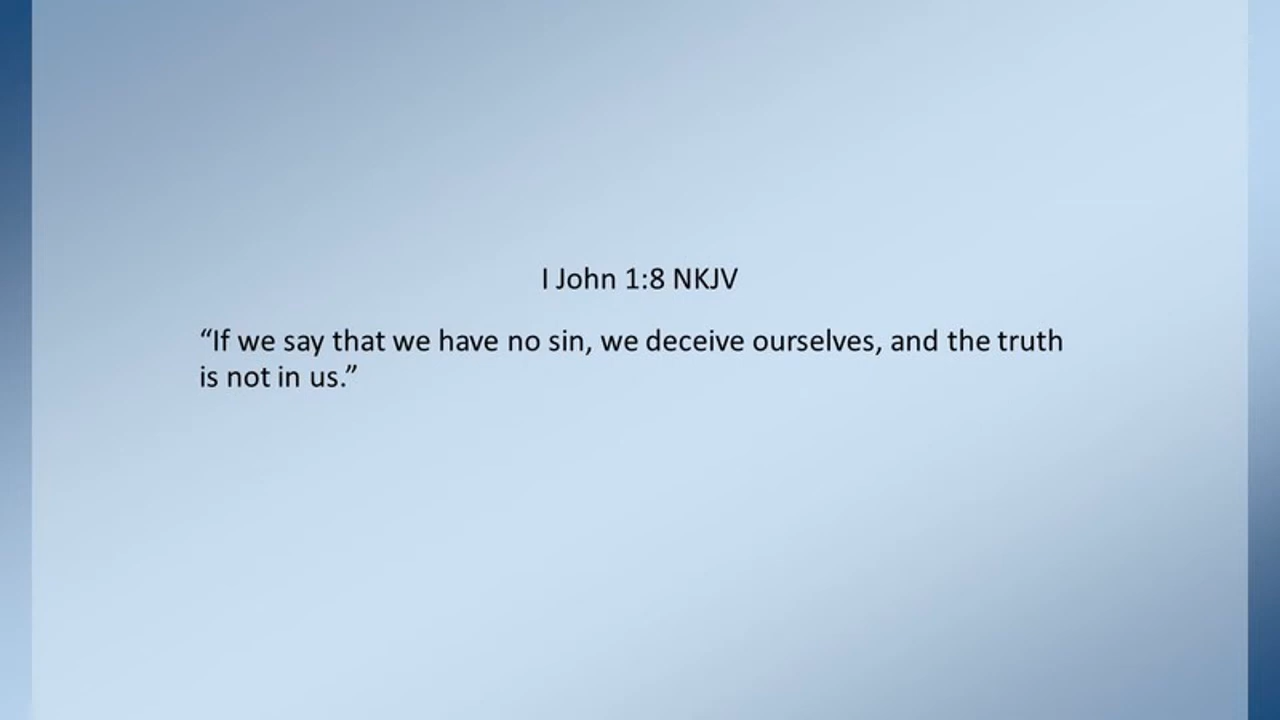 I John 1:8 NKJV
“If we say that we have no sin, we deceive ourselves, and the truth
is not in us.”